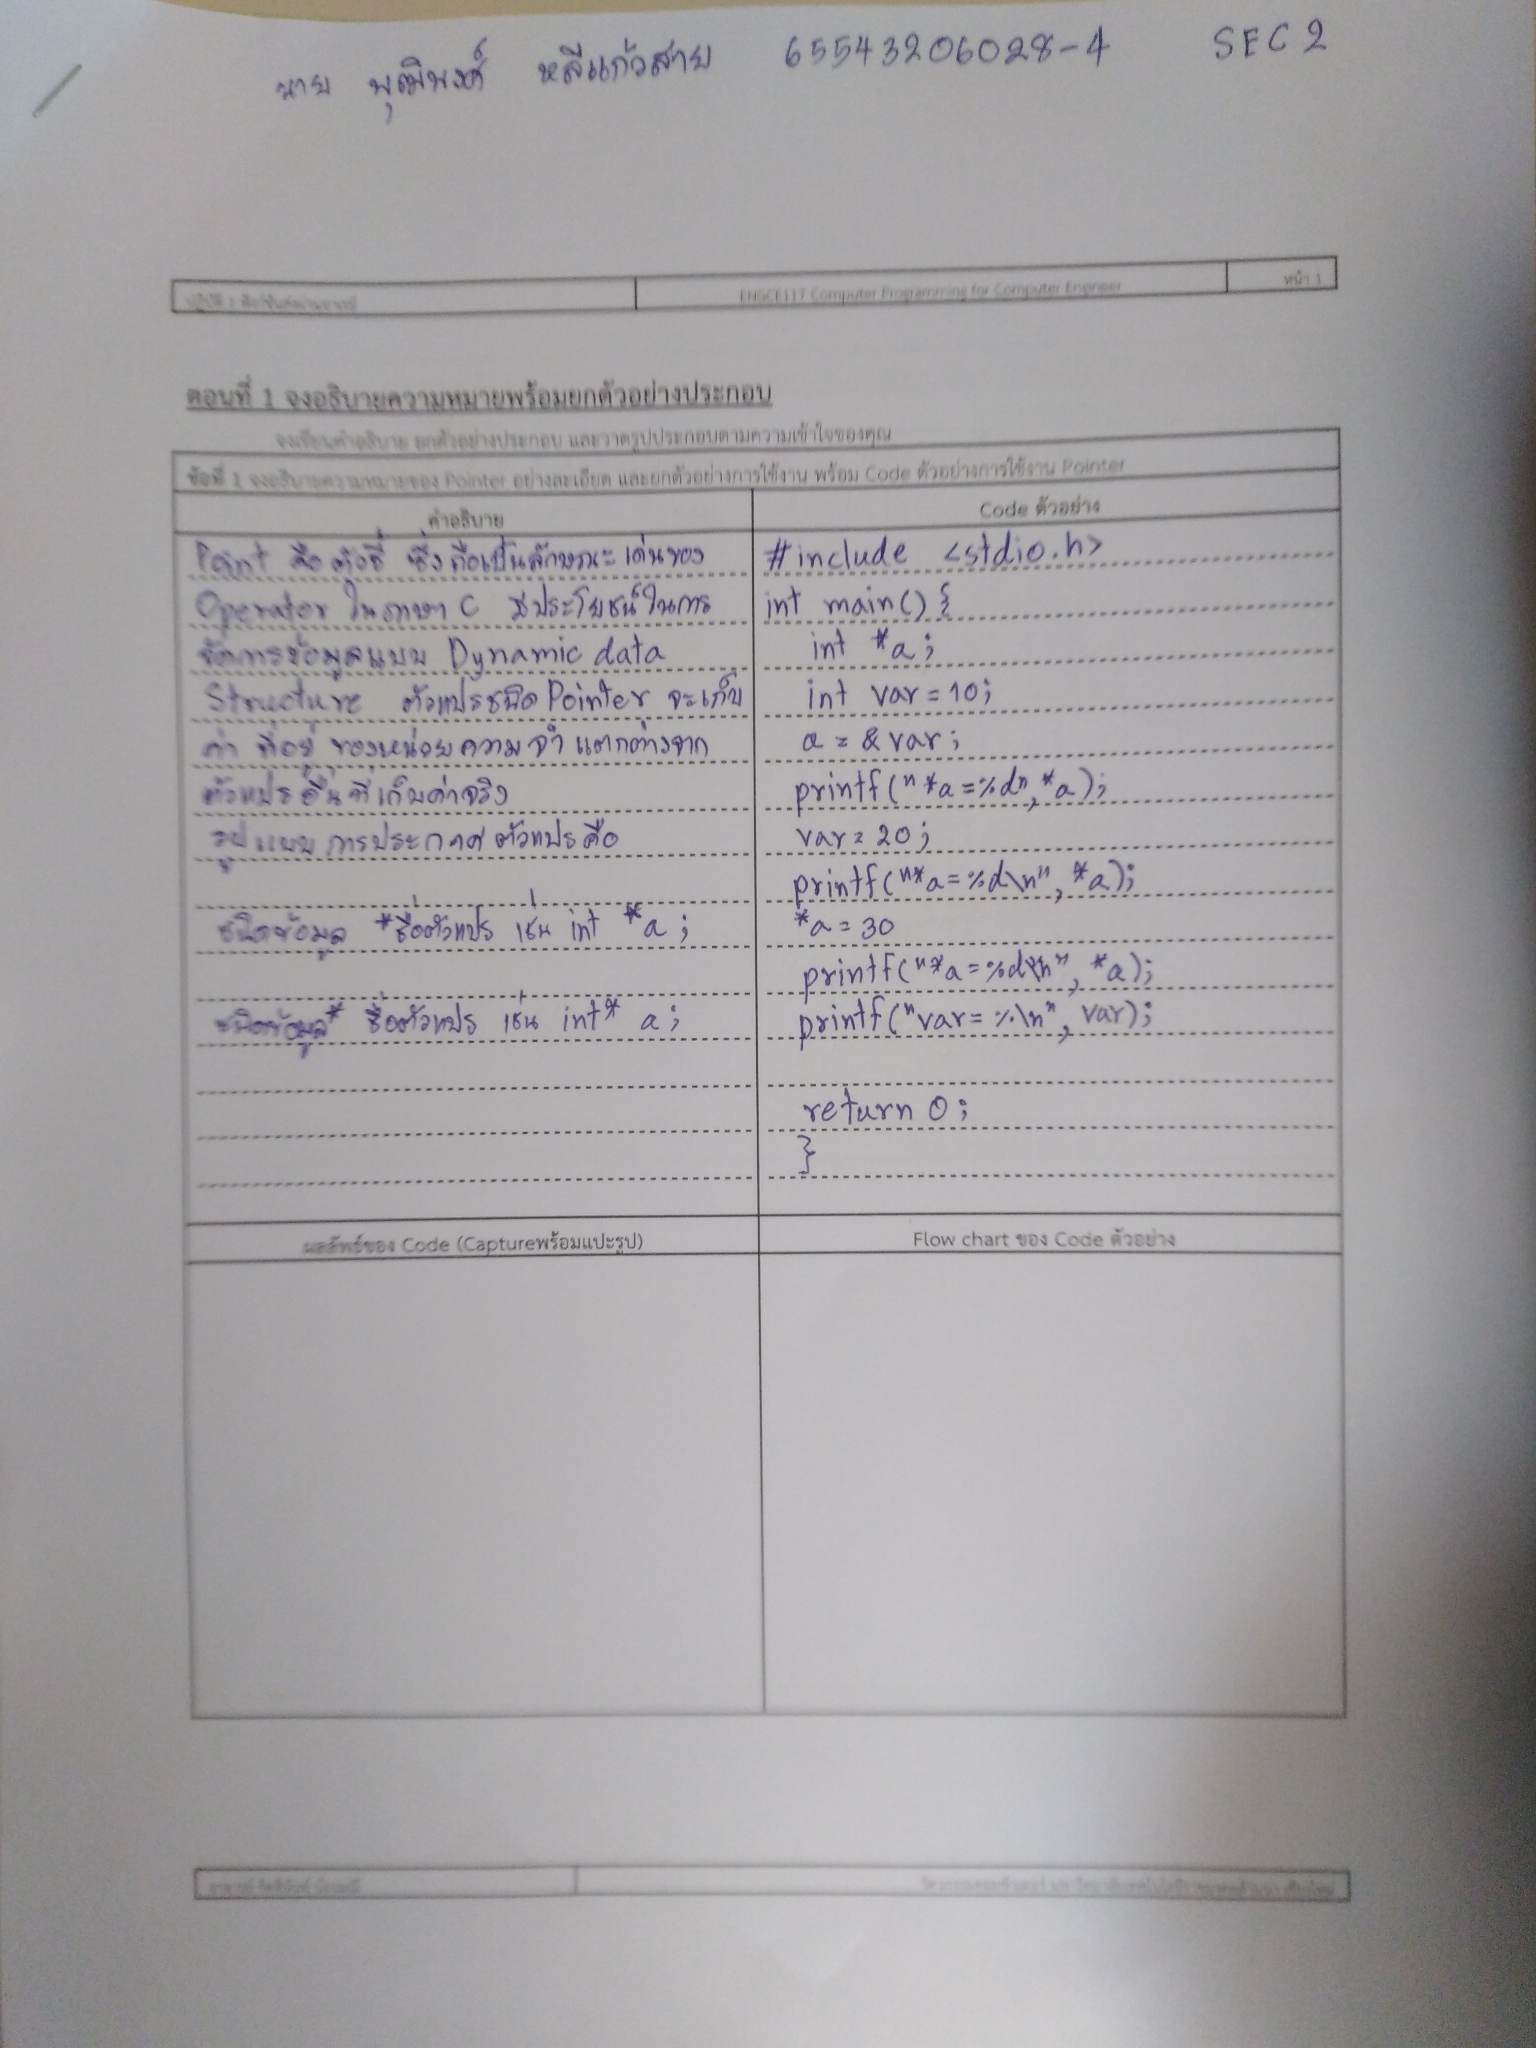 นาย พุฒิพงศ์ หลีแก้วสาย 65543206028-4 SEC 2
ENGCE117 Computer Programming for Computer Engineer
หน้า 1
ตอนที่ 1 จงอธิบายความหมายพร้อมยกตัวอย่างประกอบ
จงเขียนคำอธิบาย ยกตัวอย่างประกอบ และวาดรูปประกอบตามความเข้าใจของคุณ
ข้อที่ 1 จงอธิบายความหมายของ Pointer อย่างละเอียด และยกตัวอย่างการใช้งาน พร้อม Code ตัวอย่างการใช้งาน Pointer
คำอธิบาย
Point คือ ตัวชี้ ซึ่งถือเป็นลักษณะเด่นของ
Operator ในภาษา C มีประโยชน์ในการ
จัดการข้อมูลแบบ Dynamic data
Structure ตัวแปรชนิด Pointer จะเก็บ
ค่า ที่อยู่ ของหน่วยความจำ แตกต่างจาก
ตัวแปรอื่นที่เก็บค่าจริง
รูปแบบ การประกาศ ตัวแปร คือ
ชนิดข้อมูล *ชื่อตัวแปร เช่น int *a ;
ชนิดข้อมูล* ชื่อตัวแปร เช่น int* a ;
Code ตัวอย่าง
#include <stdio.h>
int main() {
int *a ;
int var = 10;
a = & var ;
printf("*a =%d",*a);
var = 20 ;
printf("*a =%d\n", *a);
*a = 30
printf("*a =%d\n", *a);
printf("var = %\n", var);
return 0 ;
}
ผลลัพธ์ของ Code (Captureพร้อมแปะรูป)
Flow chart ของ Code ตัวอย่าง